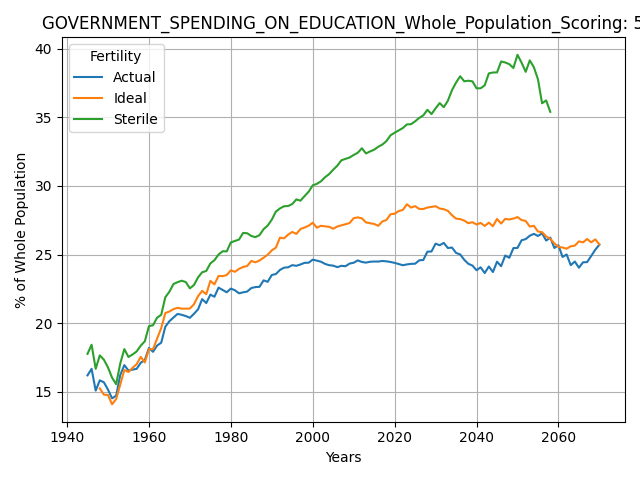 GOVERNMENT_SPENDING_ON_EDUCATION_Whole_Population_Scoring: 5
Fertility
Actual
Ideal
Sterile
% of Whole Population
40
35
30
25
20
15
1940 1960 1980 2000 2020 2040 2060
Years